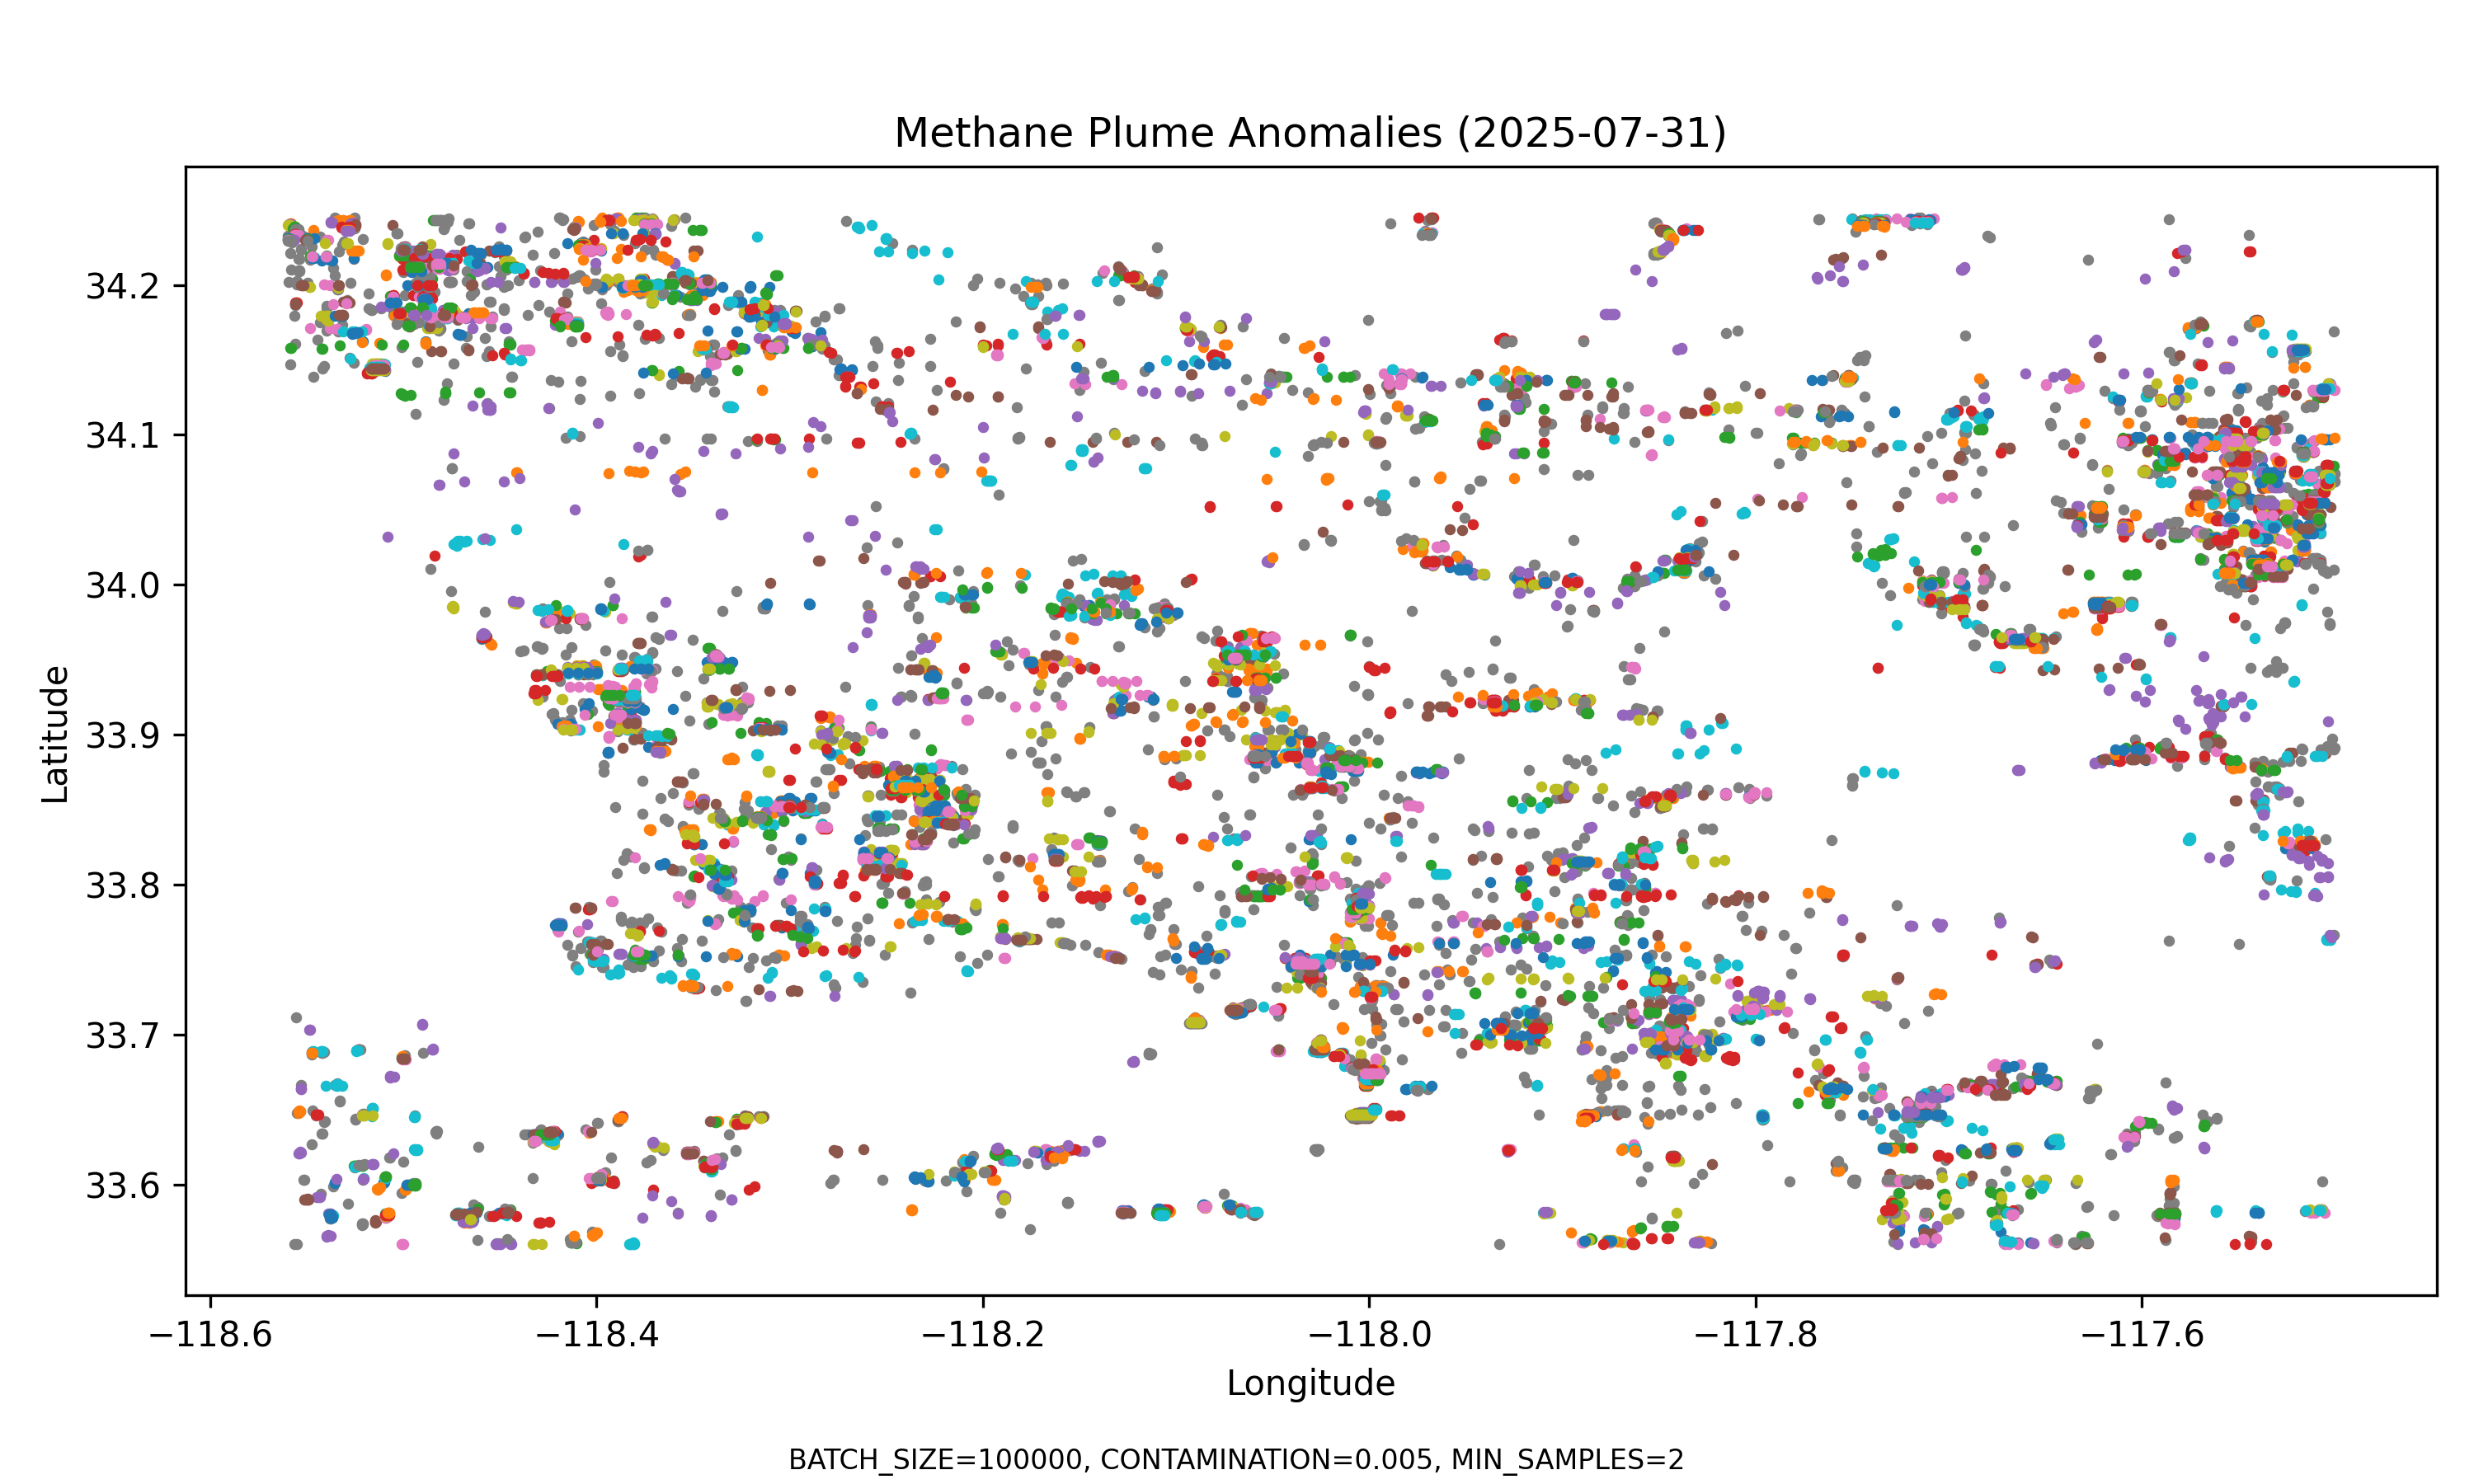 Methane Plume Anomalies (2025-07-31)
Latitude
34.2
34.1
34.0
33.9
33.8
33.7
33.6
−118.6 −118.4 −118.2 −118.0 −117.8 −117.6
Longitude
BATCH_SIZE=100000, CONTAMINATION=0.005, MIN_SAMPLES=2